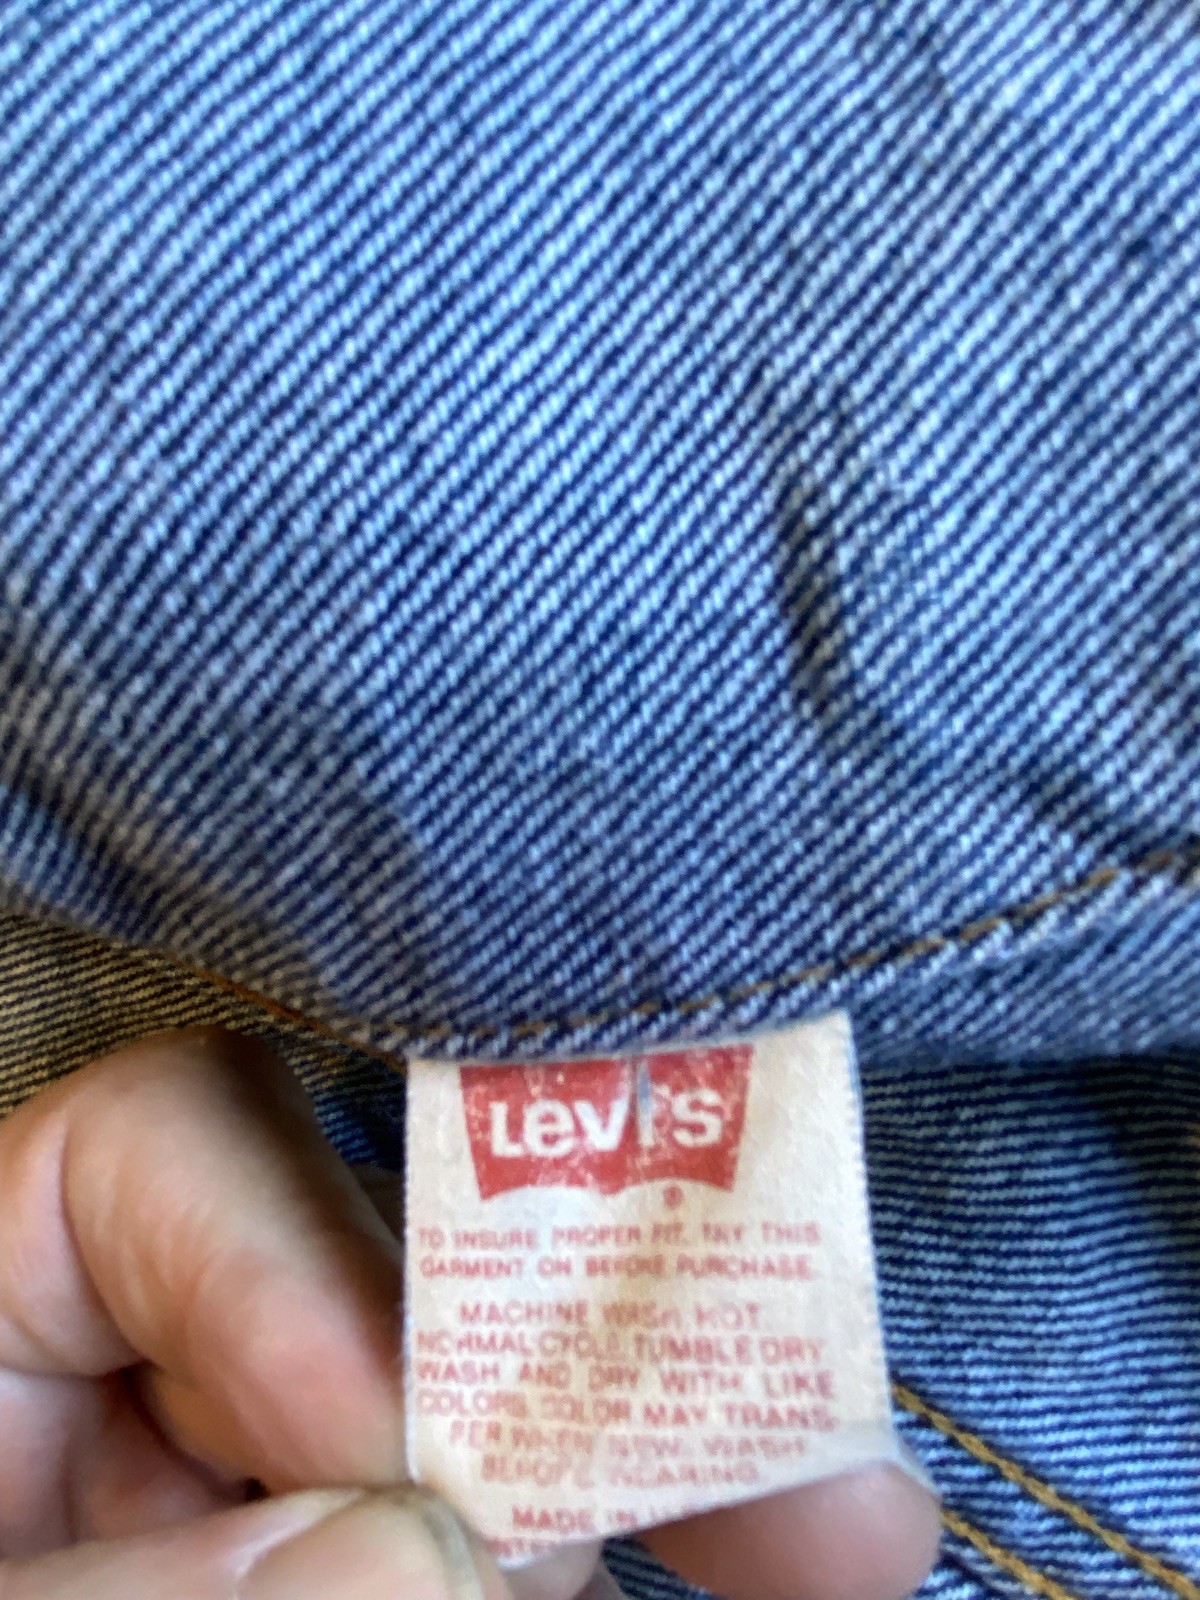 Levi's
®
TO INSURE PROPER FIT, TRY THIS
GARMENT ON BEFORE PURCHASE.
MACHINE WASH HOT
NORMAL CYCLE TUMBLE DRY
WASH AND DRY WITH LIKE
COLORS. COLOR MAY TRANS
FER WHEN NEW. WASH
BEFORE WEARING
MADE IN